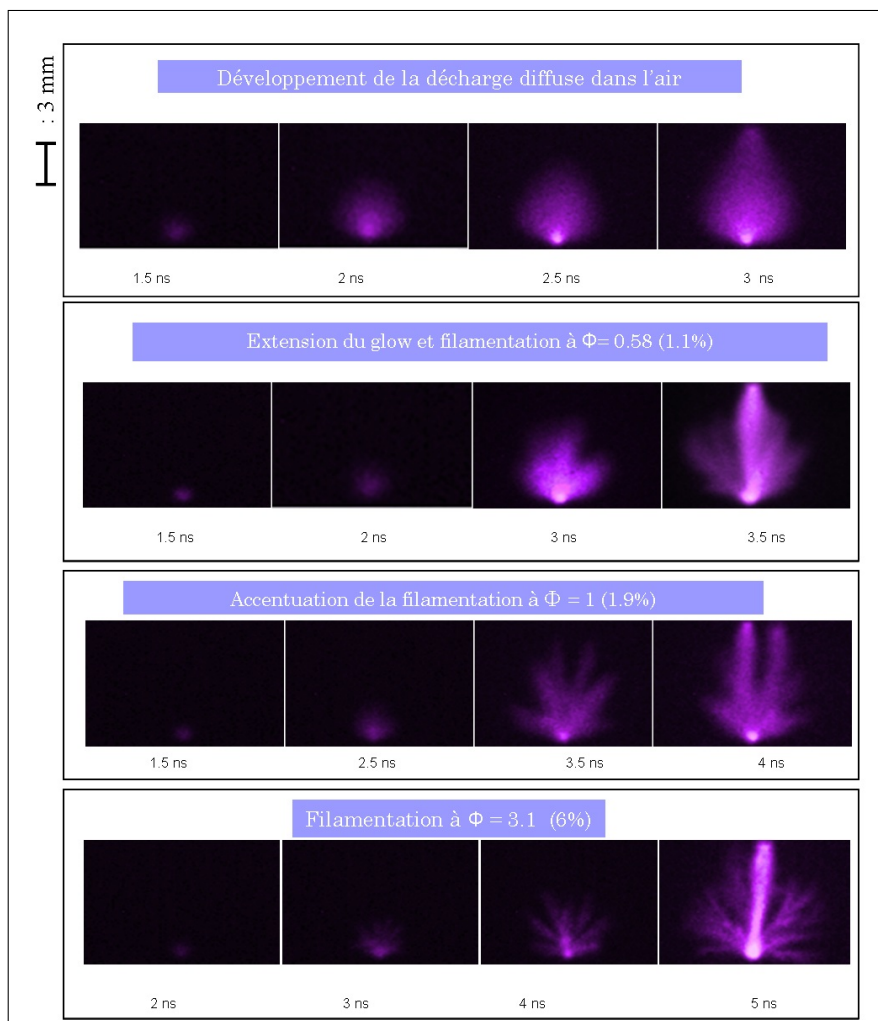 : 3 mm
Développement de la décharge diffuse dans l'air
1.5 ns 2 ns 2.5 ns 3 ns
Extension du glow et filamentation à Φ= 0.58 (1.1%)
1.5 ns 2 ns 3 ns 3.5 ns
Accentuation de la filamentation à Φ = 1 (1.9%)
1.5 ns 2.5 ns 3.5 ns 4 ns
Filamentation à Φ = 3.1 (6%)
2 ns 3 ns 4 ns 5 ns